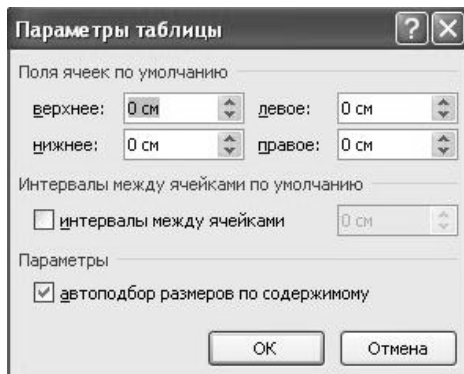 Параметры таблицы
Поля ячеек по умолчанию
верхнее: 0 см левое: 0 см
нижнее: 0 см правое: 0 см
Интервалы между ячейками по умолчанию
интервалы между ячейками 0 см
Параметры
автоподбор размеров по содержимому
ОК Отмена